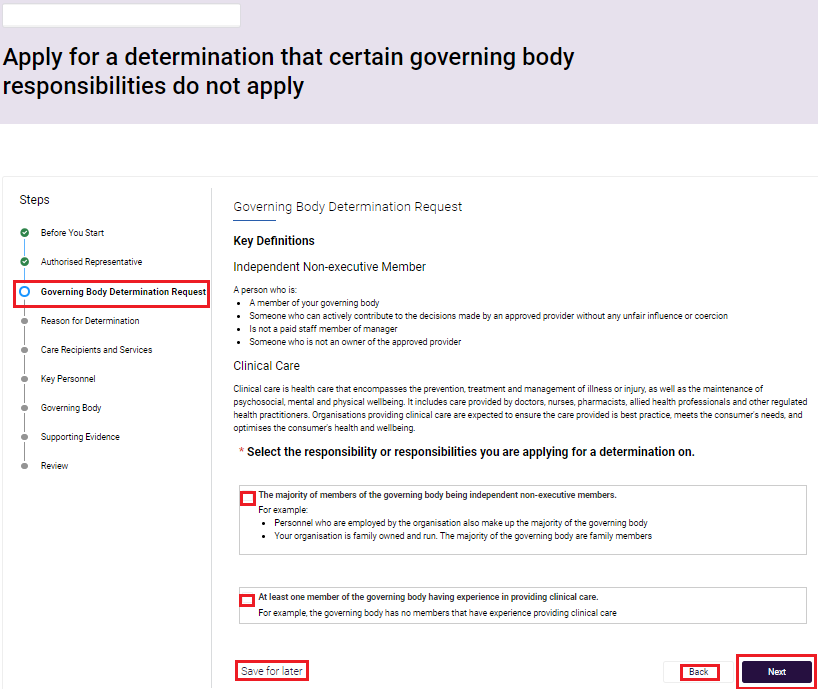 Apply for a determination that certain governing body
responsibilities do not apply
Steps
Before You Start
Authorised Representative
Governing Body Determination Request
Reason for Determination
Care Recipients and Services
Key Personnel
Governing Body
Supporting Evidence
Review
Governing Body Determination Request
Key Definitions
Independent Non-executive Member
A person who is:
A member of your governing body
Someone who can actively contribute to the decisions made by an approved provider without any unfair influence or coercion
Is not a paid staff member of manager
Someone who is not an owner of the approved provider
Clinical Care
Clinical care is health care that encompasses the prevention, treatment and management of illness or injury, as well as the maintenance of
psychosocial, mental and physical wellbeing. It includes care provided by doctors, nurses, pharmacists, allied health professionals and other regulated
health practitioners. Organisations providing clinical care are expected to ensure the care provided is best practice, meets the consumer's needs, and
optimises the consumer's health and wellbeing.
* Select the responsibility or responsibilities you are applying for a determination on.
The majority of members of the governing body being independent non-executive members.
For example:
Personnel who are employed by the organisation also make up the majority of the governing body
Your organisation is family owned and run. The majority of the governing body are family members
At least one member of the governing body having experience in providing clinical care.
For example, the governing body has no members that have experience providing clinical care
Save for later
Back
Next